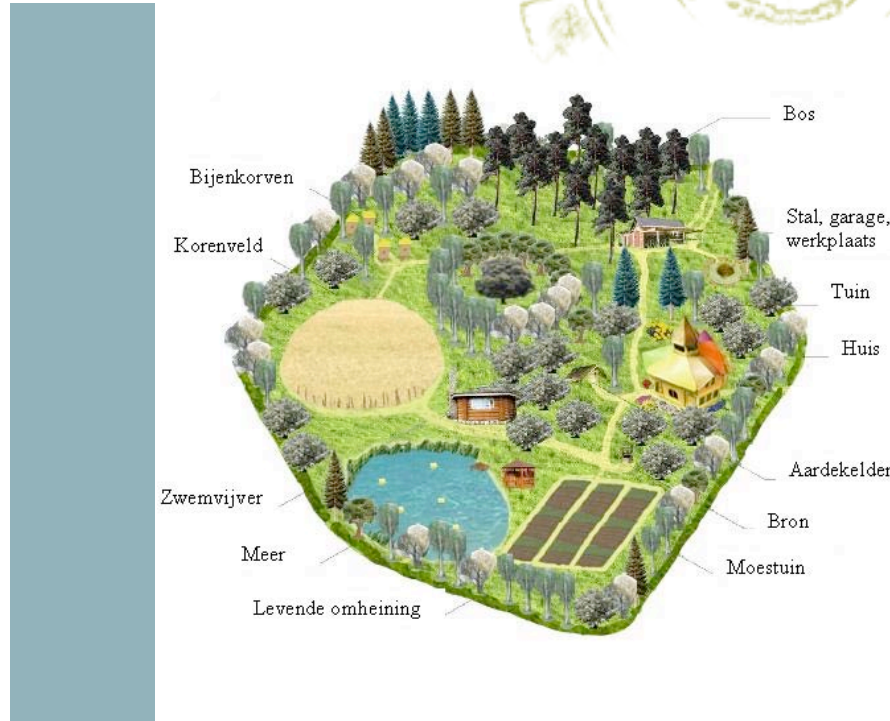 Bos
Bijenkorven
Stal, garage,
werkplaats
Korenveld
Tuin
Huis
Aardekelder
Zwemvijver
Bron
Meer
Moestuin
Levende omheining